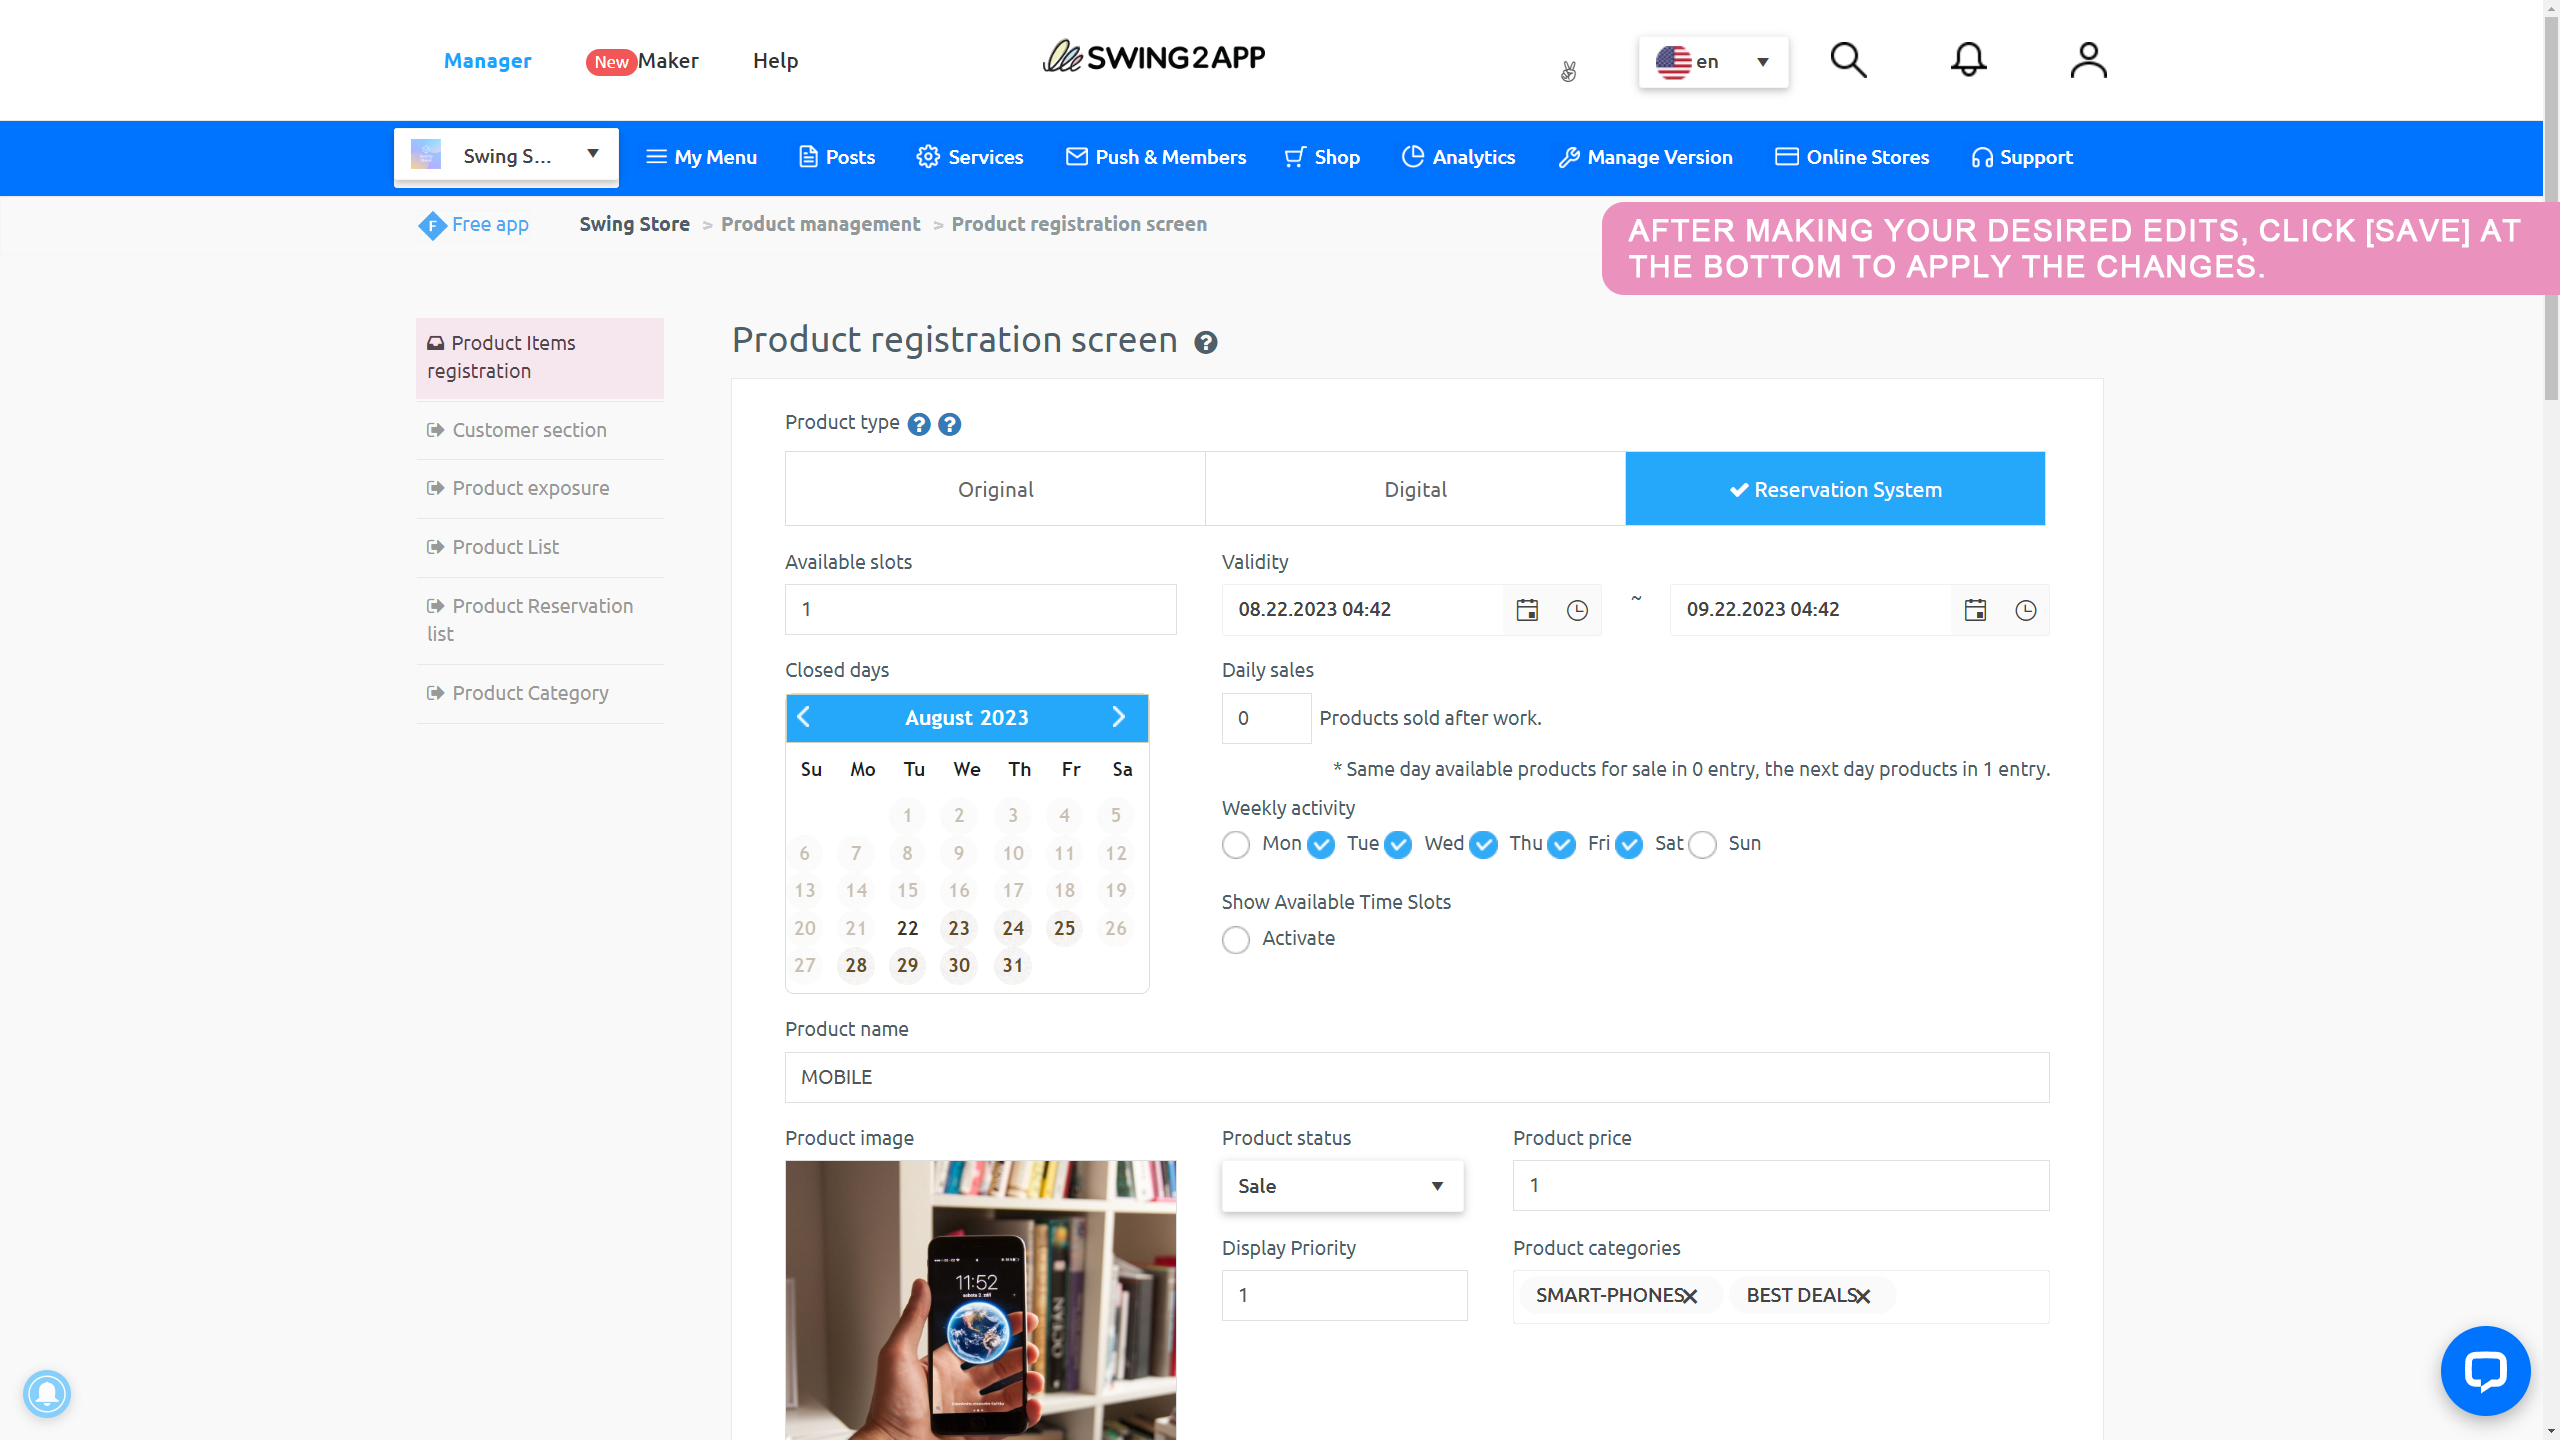 Manager
New Maker
Help
SWING2APP
en
Swing S...
My Menu
Posts
Services
Push & Members
Shop
Analytics
Manage Version
Online Stores
Support
F Free app
Swing Store > Product management > Product registration screen
AFTER MAKING YOUR DESIRED EDITS, CLICK [SAVE] AT
THE BOTTOM TO APPLY THE CHANGES.
Product Items
registration
Customer section
Product exposure
Product List
Product Reservation
list
Product Category
Product registration screen ?
Product type ? ?
Original
Digital
Reservation System
Available slots
1
Validity
08.22.2023 04:42
~
09.22.2023 04:42
Closed days
August 2023
Su Mo Tu We Th Fr Sa
1 2 3 4 5
6 7 8 9 10 11 12
13 14 15 16 17 18 19
20 21 22 23 24 25 26
27 28 29 30 31
Daily sales
0 Products sold after work.
* Same day available products for sale in 0 entry, the next day products in 1 entry.
Weekly activity
Mon Tue Wed Thu Fri Sat Sun
Show Available Time Slots
Activate
Product name
MOBILE
Product image
11:52
OCTAN
Product status
Sale
Product price
1
Display Priority
1
Product categories
SMART-PHONES
BEST DEALS